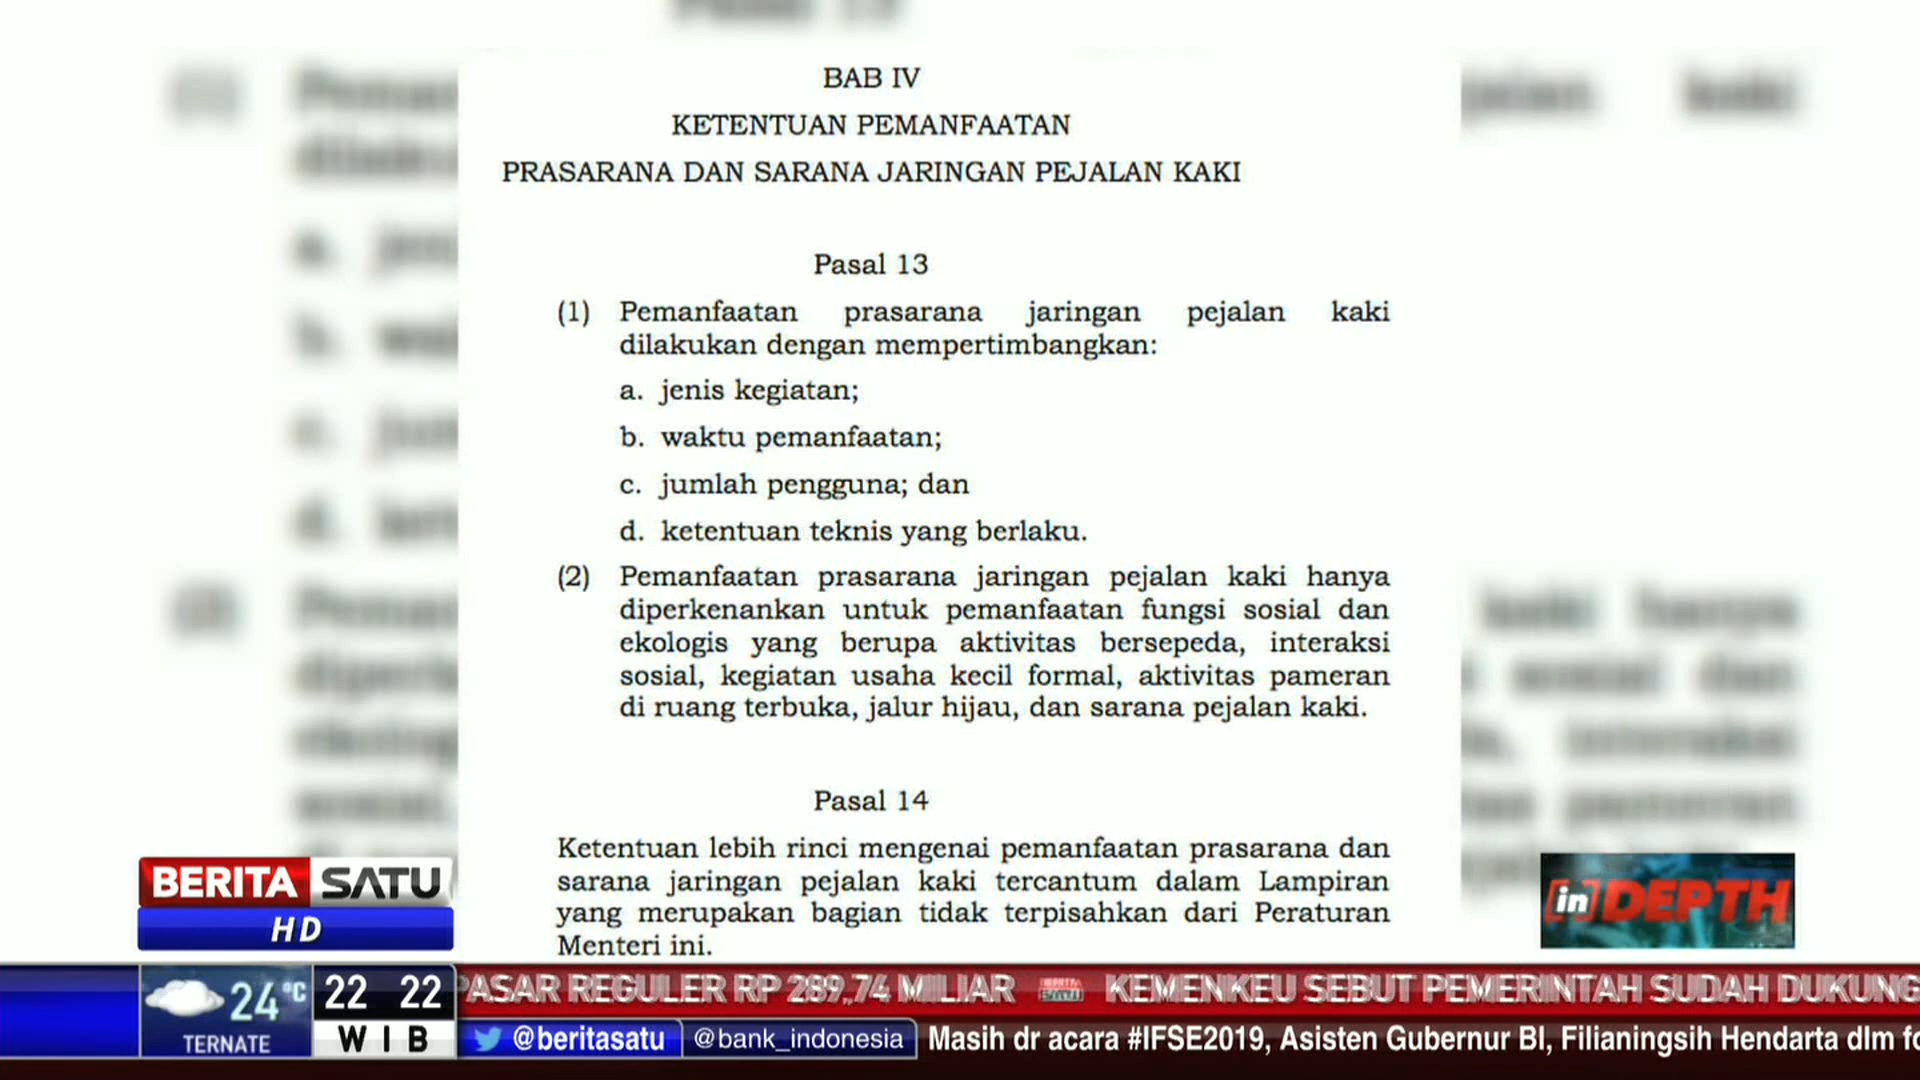 BAB IV
KETENTUAN PEMANFAATAN
PRASARANA DAN SARANA JARINGAN PEJALAN KAKI
Pasal 13
(1) Pemanfaatan prasarana jaringan pejalan kaki
dilakukan dengan mempertimbangkan:
a. jenis kegiatan;
b. waktu pemanfaatan;
c. jumlah pengguna; dan
d. ketentuan teknis yang berlaku.
(2) Pemanfaatan prasarana jaringan pejalan kaki hanya
diperkenankan untuk pemanfaatan fungsi sosial dan
ekologis yang berupa aktivitas bersepeda, interaksi
sosial, kegiatan usaha kecil formal, aktivitas pameran
di ruang terbuka, jalur hijau, dan sarana pejalan kaki.
Pasal 14
Ketentuan lebih rinci mengenai pemanfaatan prasarana dan
sarana jaringan pejalan kaki tercantum dalam Lampiran
yang merupakan bagian tidak terpisahkan dari Peraturan
Menteri ini.
BERITA SATU
HD
[in] DEPTH
24°C
TERNATE
22 22
WIB
PASAR REGULER RP 289,74 MILIAR BERITA SATU KEMENKEU SEBUT PEMERINTAH SUDAH DUKUNG
@beritasatu @bank_indonesia Masih dr acara #IFSE2019, Asisten Gubernur BI, Filianingsih Hendarta dlm fo